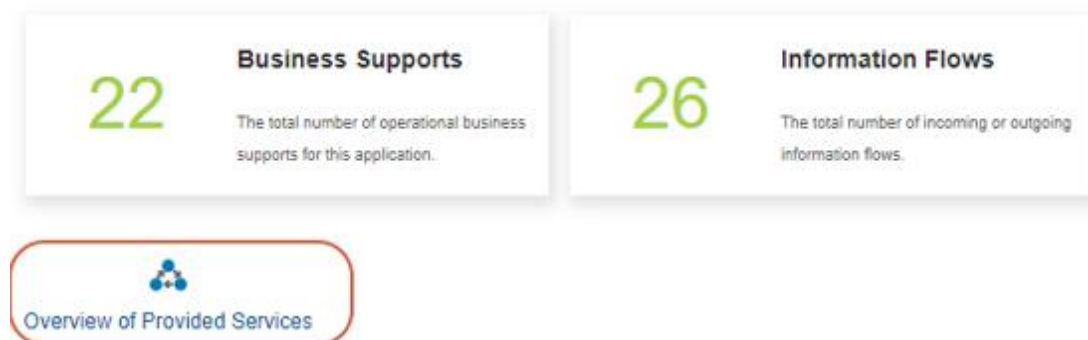 Business Supports
22
The total number of operational business
supports for this application.
Information Flows
26
The total number of incoming or outgoing
information flows.
Overview of Provided Services